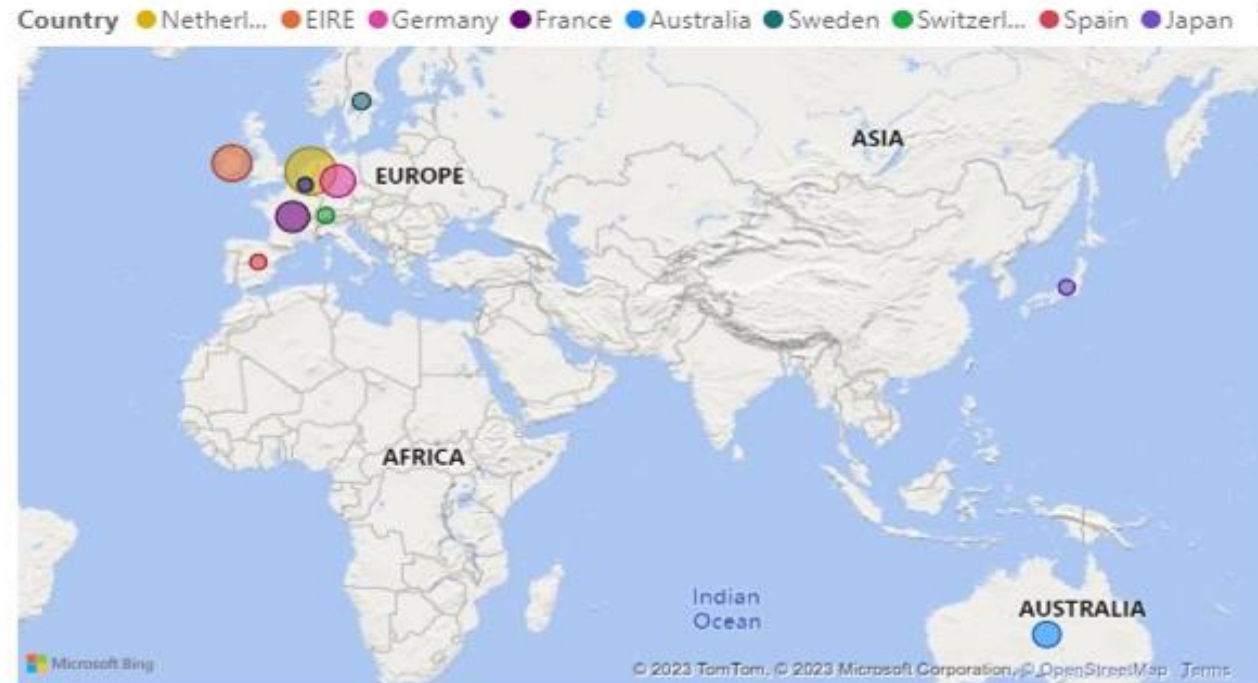 Country Netherl... EIRE Germany France Australia Sweden Switzerl... Spain Japan
ASIA
EUROPE
AFRICA
Indian
Ocean
AUSTRALIA
Microsoft Bing
© 2023 TomTom, © 2023 Microsoft Corporation, © OpenStreetMap Terms